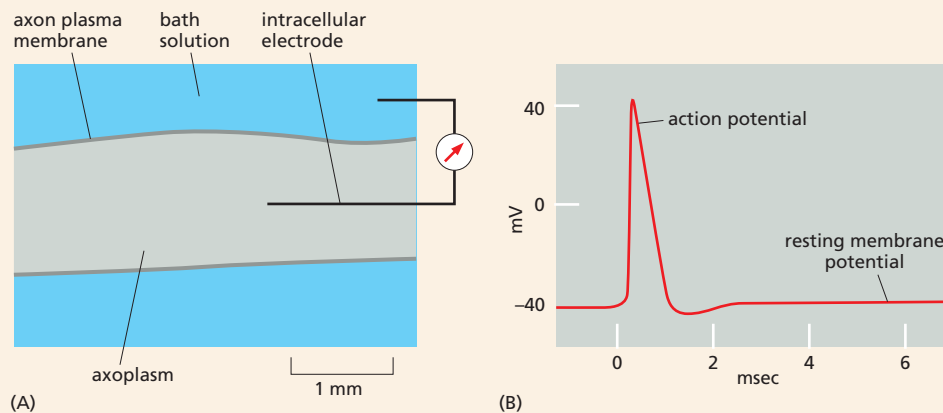 axon plasma
membrane
bath
solution
intracellular
electrode
axoplasm
1 mm
(A)
40
0
–40
mV
action potential
resting membrane
potential
0 2 4 6
msec
(B)